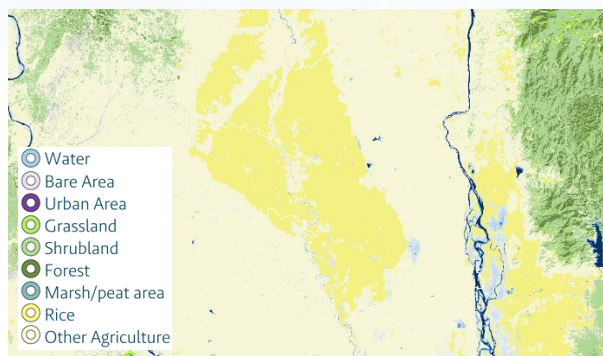 Water
Bare Area
Urban Area
Grassland
Shrubland
Forest
Marsh/peat area
Rice
Other Agriculture